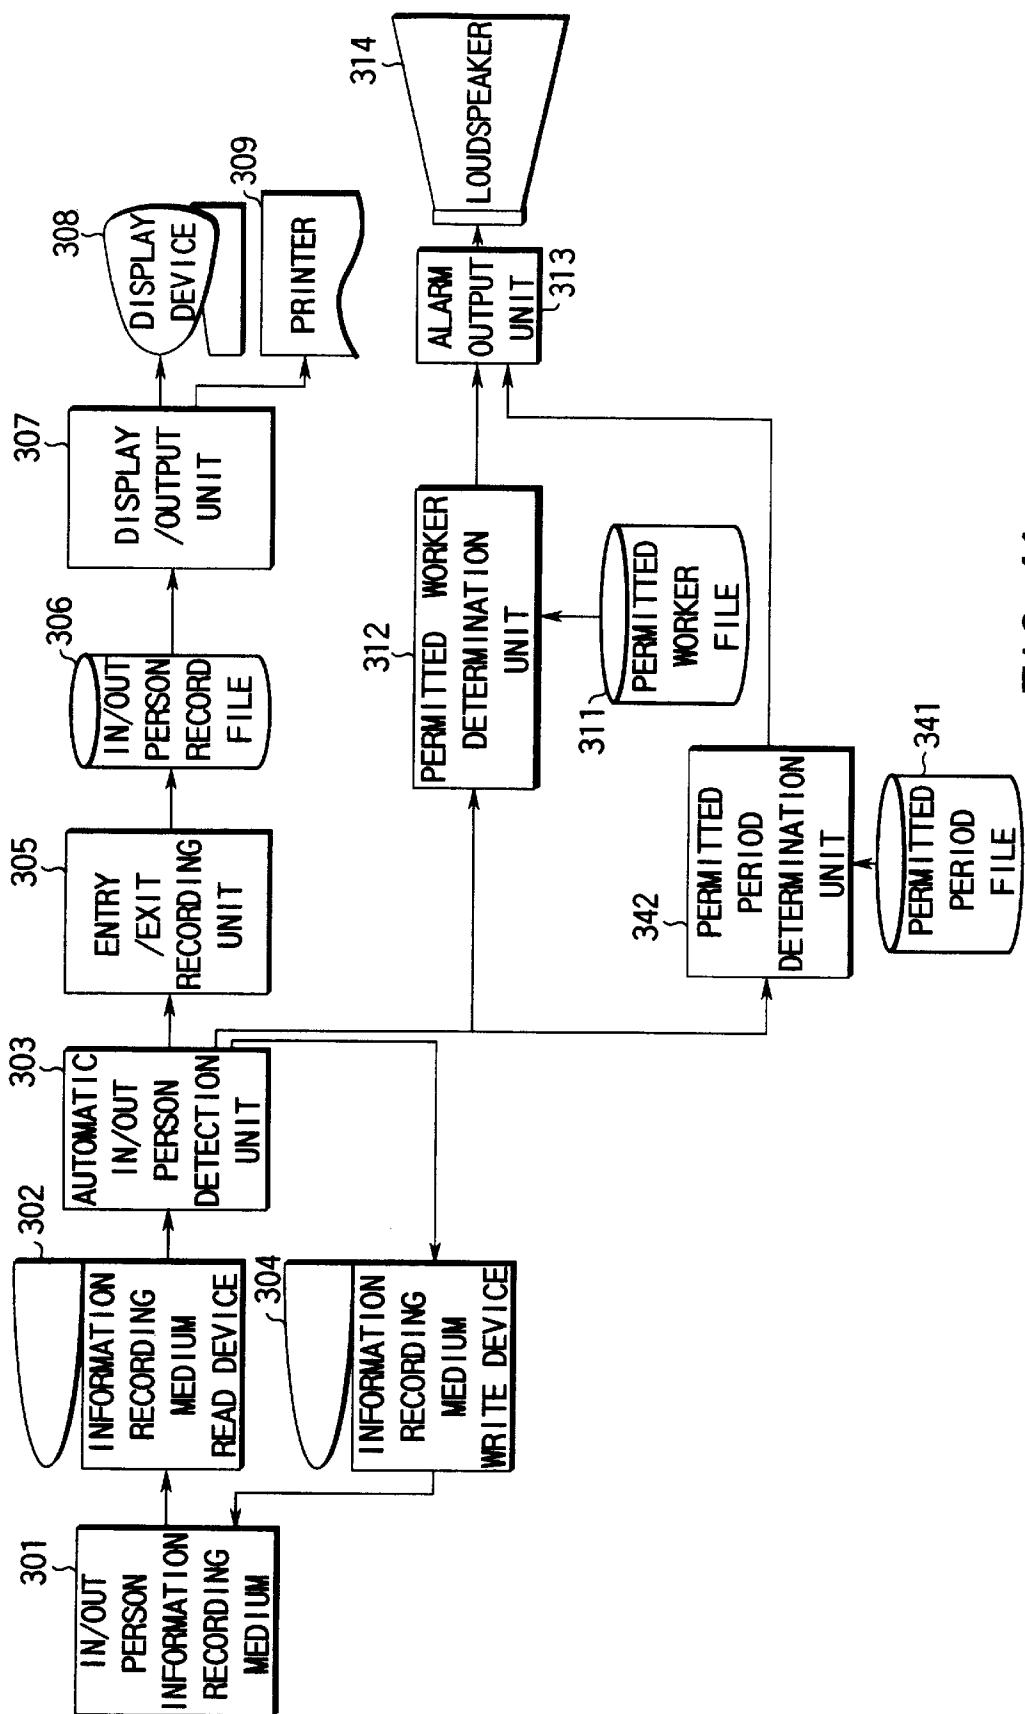 301
IN/OUT
PERSON
INFORMATION
RECORDING
MEDIUM
302
INFORMATION
RECORDING
MEDIUM
READ DEVICE
304
INFORMATION
RECORDING
MEDIUM
WRITE DEVICE
303
AUTOMATIC
IN/OUT
PERSON
DETECTION
UNIT
305
ENTRY
/EXIT
RECORDING
UNIT
306
IN/OUT
PERSON
RECORD
FILE
307
DISPLAY
/OUTPUT
UNIT
308
DISPLAY
DEVICE
309
PRINTER
312
PERMITTED WORKER
DETERMINATION
UNIT
311
PERMITTED
WORKER
FILE
342
PERMITTED
PERIOD
DETERMINATION
UNIT
341
PERMITTED
PERIOD
FILE
ALARM
OUTPUT
UNIT
313
314
LOUDSPEAKER